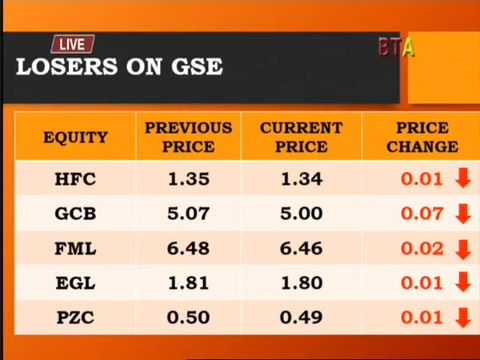 LIVE
BTA
LOSERS ON GSE
EQUITY PREVIOUS PRICE CURRENT PRICE PRICE CHANGE
HFC 1.35 1.34 0.01
GCB 5.07 5.00 0.07
FML 6.48 6.46 0.02
EGL 1.81 1.80 0.01
PZC 0.50 0.49 0.01